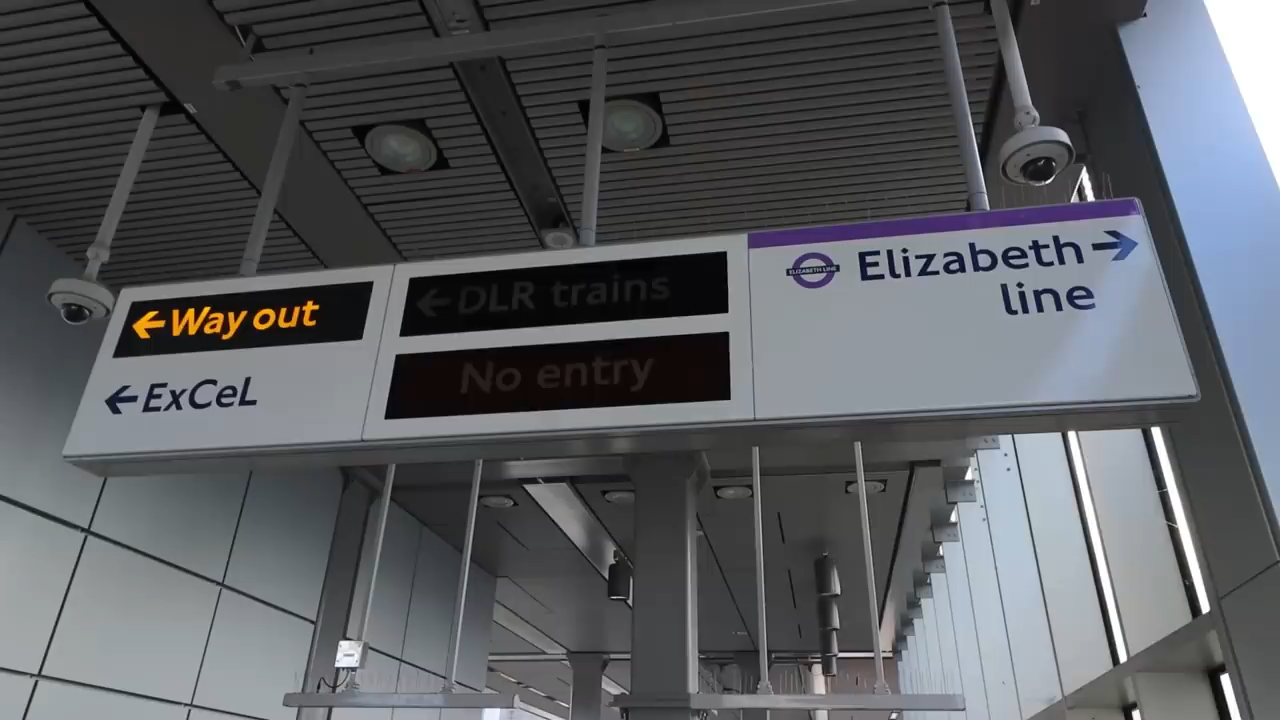 ← Way out
← ExCeL
← DLR trains
No entry
ELIZABETH LINE
Elizabeth →
line